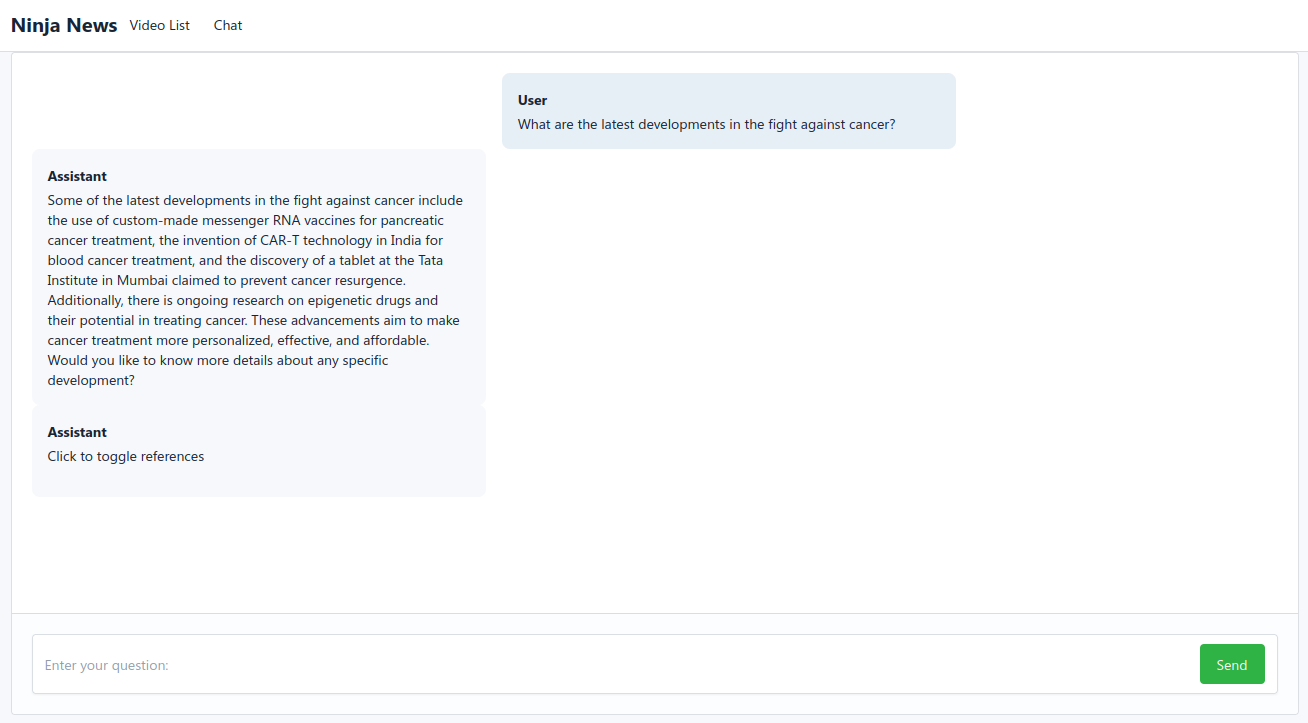 Ninja News Video List Chat
User
What are the latest developments in the fight against cancer?
Assistant
Some of the latest developments in the fight against cancer include
the use of custom-made messenger RNA vaccines for pancreatic
cancer treatment, the invention of CAR-T technology in India for
blood cancer treatment, and the discovery of a tablet at the Tata
Institute in Mumbai claimed to prevent cancer resurgence.
Additionally, there is ongoing research on epigenetic drugs and
their potential in treating cancer. These advancements aim to make
cancer treatment more personalized, effective, and affordable.
Would you like to know more details about any specific
development?
Assistant
Click to toggle references
Enter your question:
Send